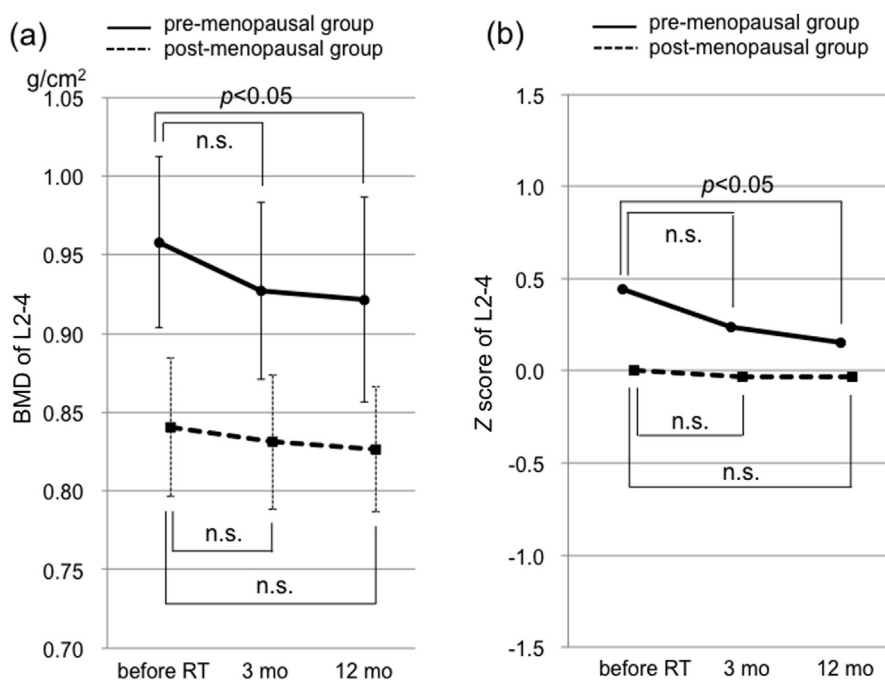 (a)
pre-menopausal group
post-menopausal group
g/cm²
1.05
1.00
0.95
0.90
0.85
0.80
0.75
0.70
BMD of L2-4
p<0.05
n.s.
n.s.
n.s.
before RT 3 mo 12 mo
(b)
pre-menopausal group
post-menopausal group
1.5
1.0
0.5
0.0
-0.5
-1.0
-1.5
Z score of L2-4
p<0.05
n.s.
n.s.
n.s.
before RT 3 mo 12 mo